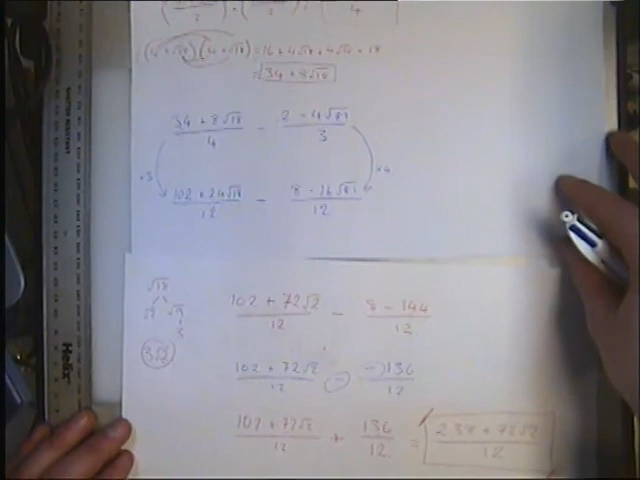 (4+√18)(4+√18) = 16+4√18+4√18+18
= 34+8√18
34+8√18/4 - 2-4√81/3
×3 ×4
102+24√18/12 - 8-16√81/12
√18
√2 √9
3
3√2
102+72√2/12 - 8-144/12
102+72√2/12 - -136/12
102+72√2/12 + 136/12 = 238+72√2/12
Helix